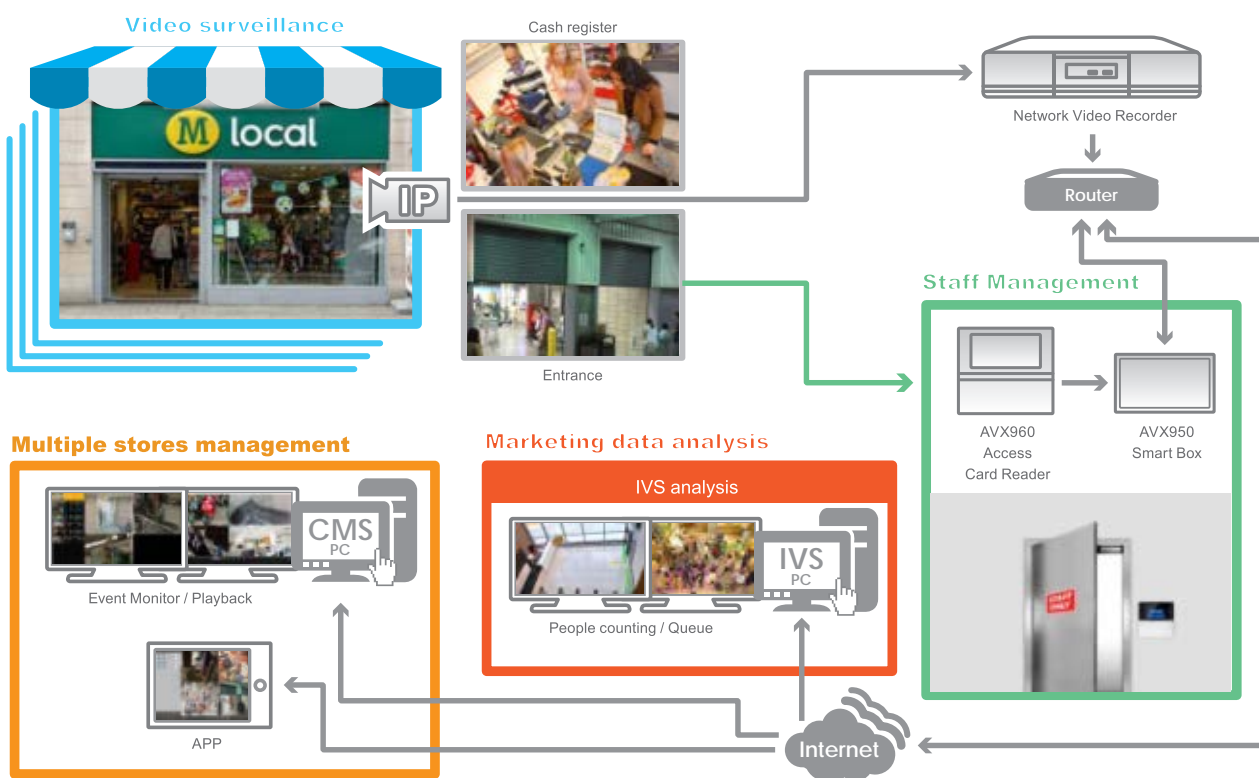 Video surveillance
Cash register
M local
IP
Network Video Recorder
Router
Entrance
Staff Management
AVX960
Access
Card Reader
AVX950
Smart Box
STAFF
ONLY
Multiple stores management
CMS
PC
Event Monitor / Playback
APP
Marketing data analysis
IVS analysis
IVS
PC
People counting / Queue
Internet